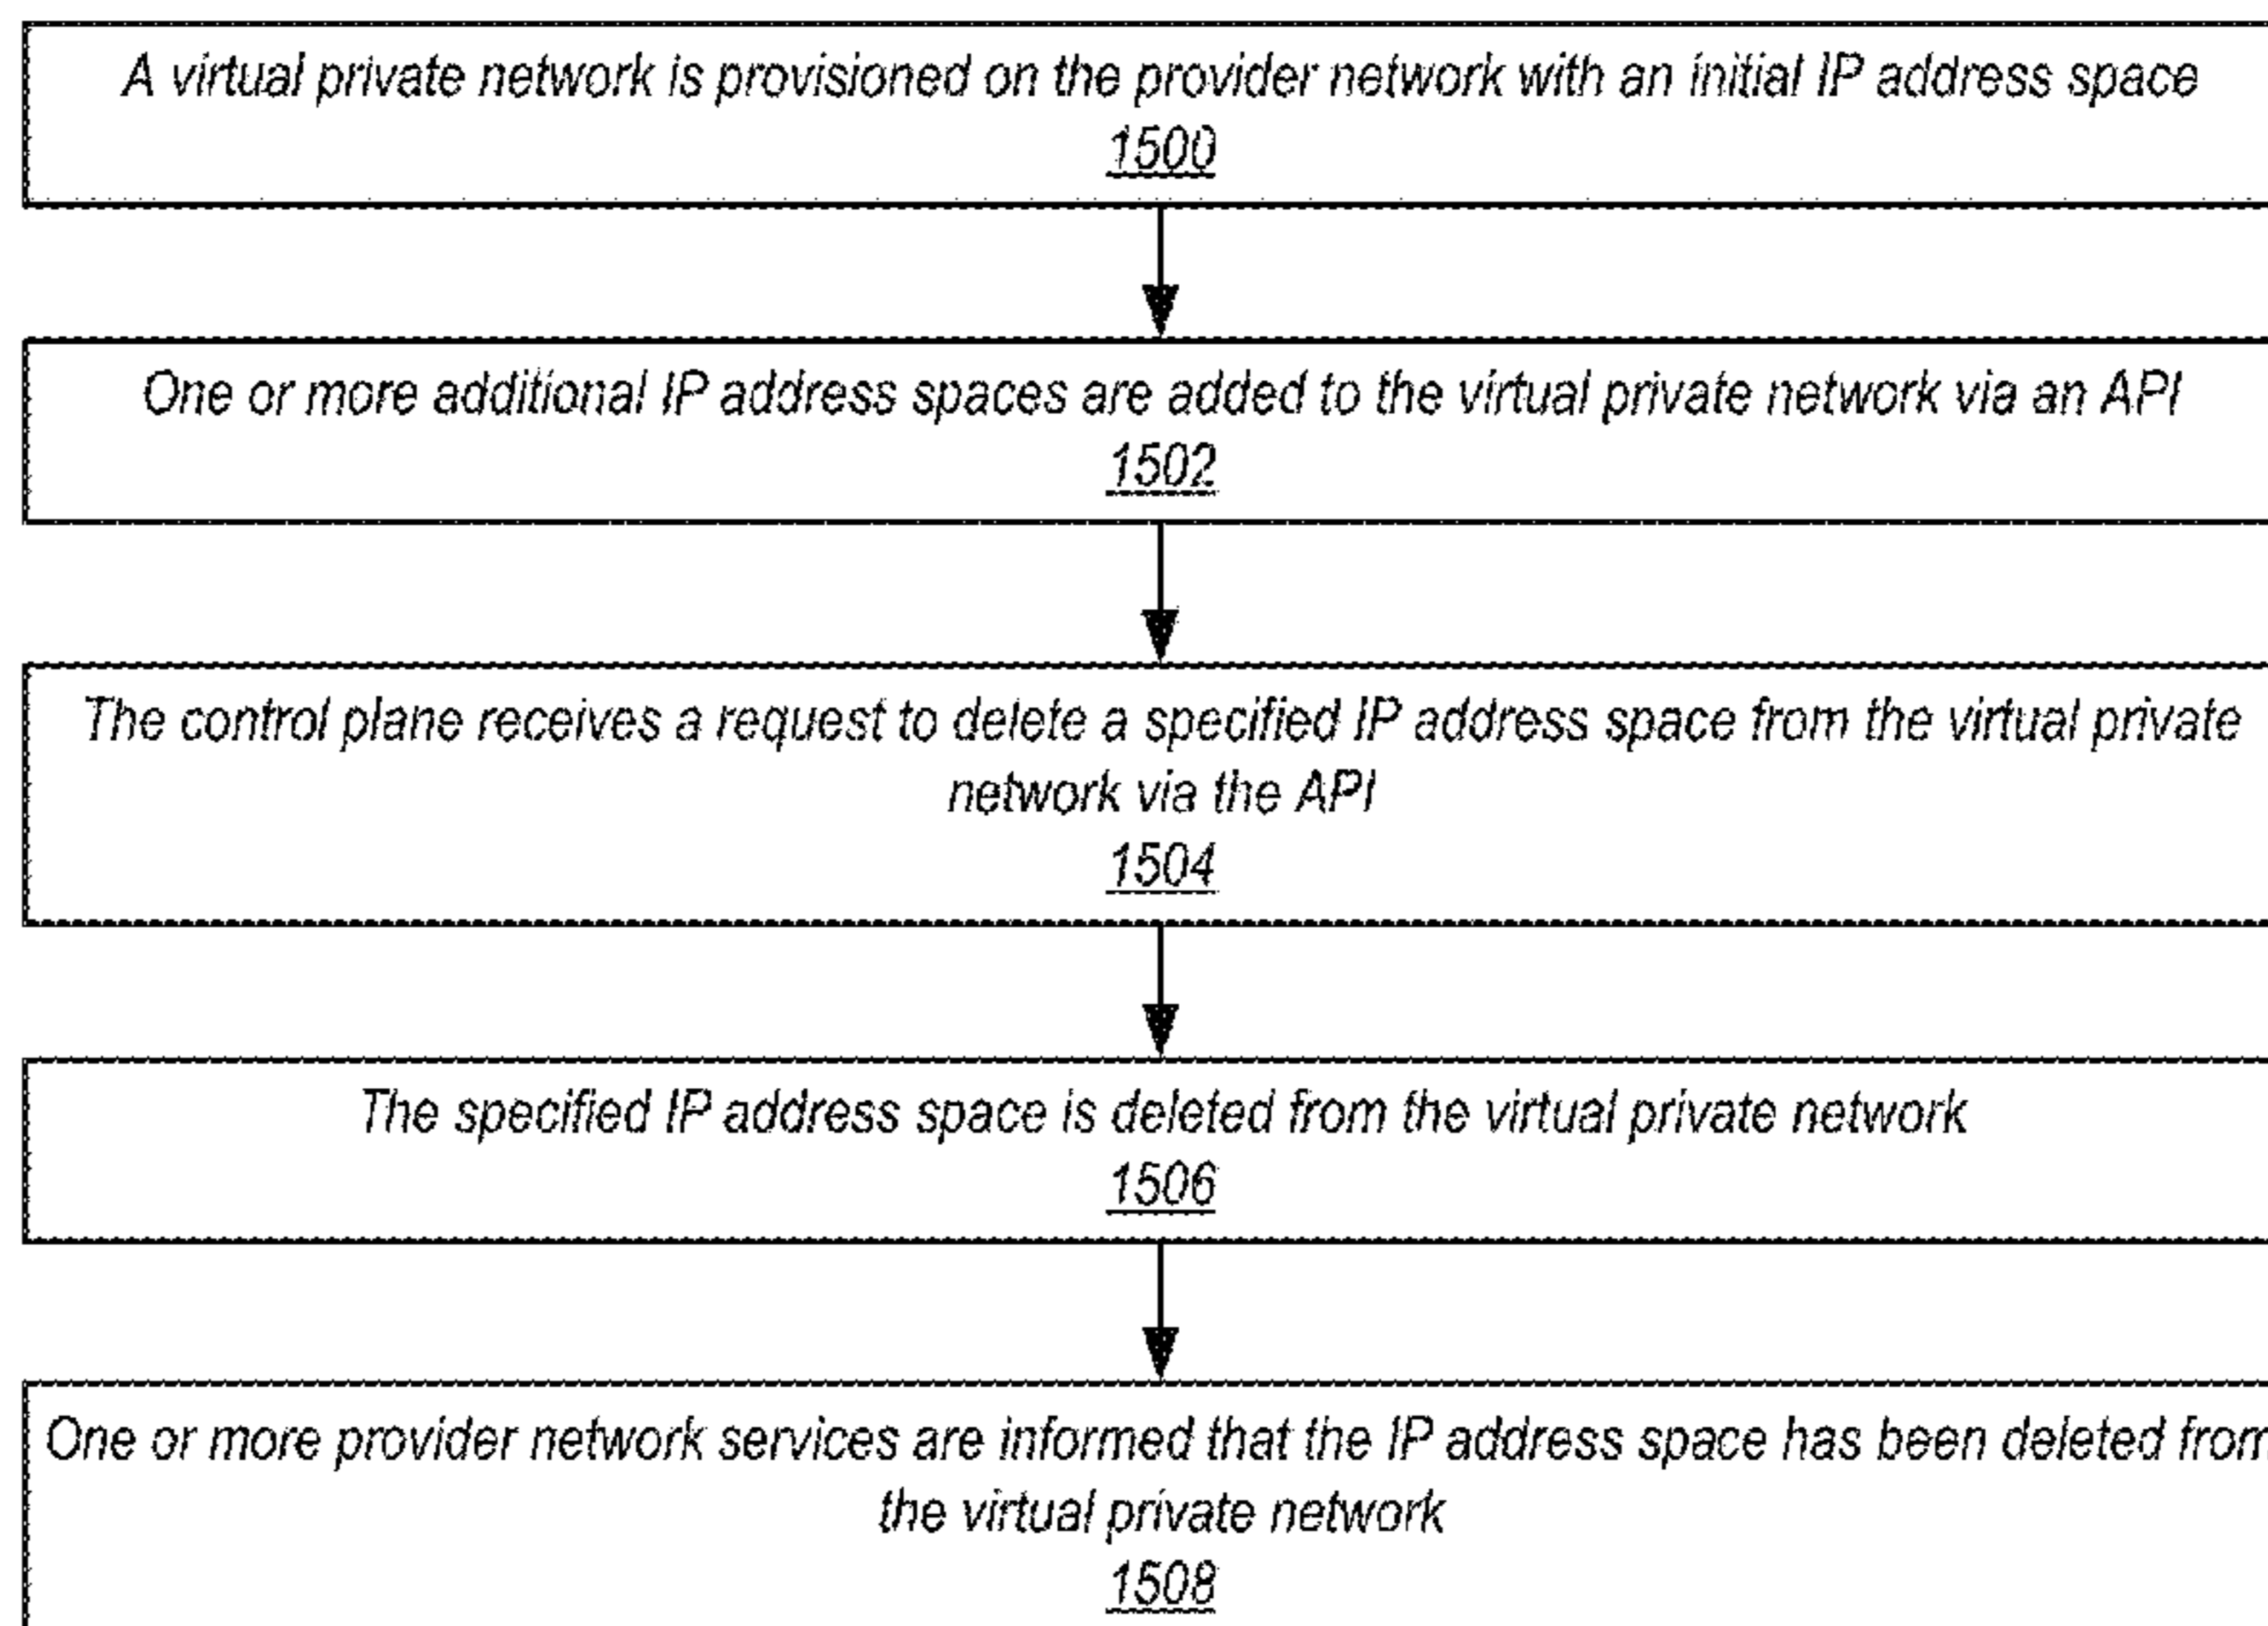 A virtual private network is provisioned on the provider network with an initial IP address space
1500
One or more additional IP address spaces are added to the virtual private network via an API
1502
The control plane receives a request to delete a specified IP address space from the virtual private
network via the API
1504
The specified IP address space is deleted from the virtual private network
1506
One or more provider network services are informed that the IP address space has been deleted from
the virtual private network
1508